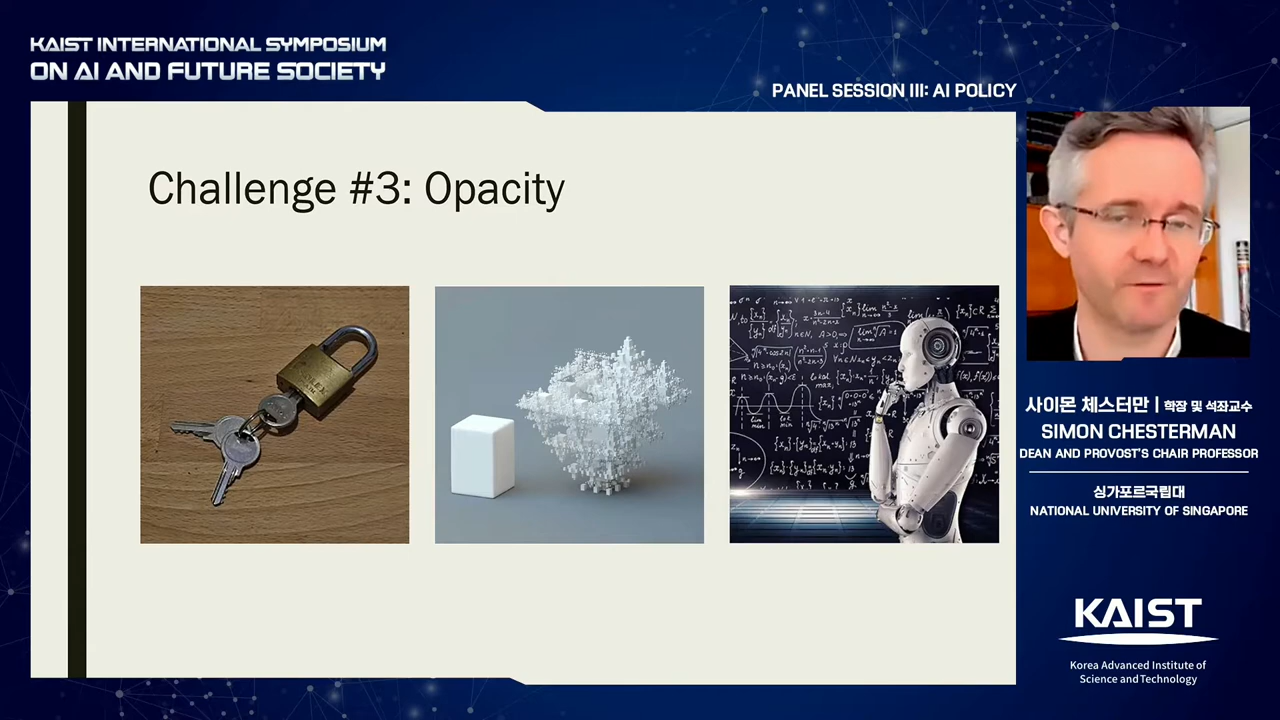 KAIST INTERNATIONAL SYMPOSIUM
ON AI AND FUTURE SOCIETY
PANEL SESSION III: AI POLICY
Challenge #3: Opacity
사이몬 체스터만 | 학장 및 석좌교수
SIMON CHESTERMAN
DEAN AND PROVOST'S CHAIR PROFESSOR
싱가포르국립대
NATIONAL UNIVERSITY OF SINGAPORE
KAIST
Korea Advanced Institute of
Science and Technology